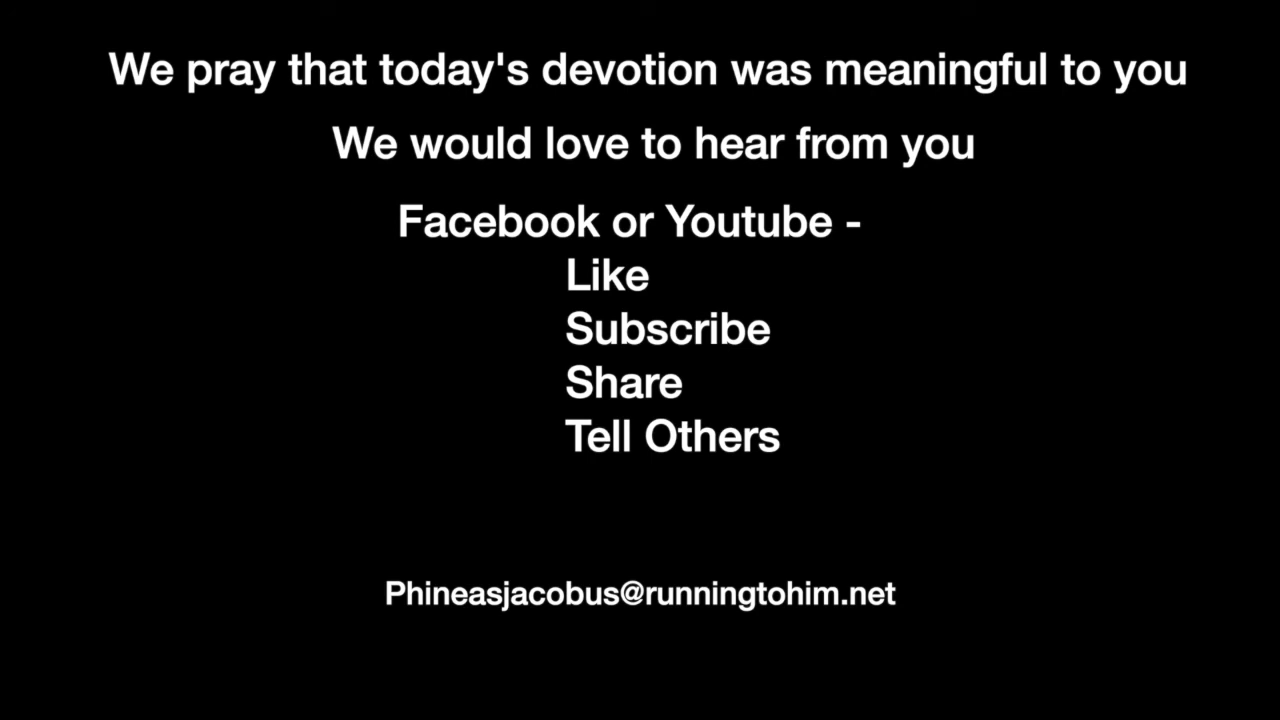 We pray that today's devotion was meaningful to you
We would love to hear from you
Facebook or Youtube -
Like
Subscribe
Share
Tell Others
Phineasjacobus@runningtohim.net